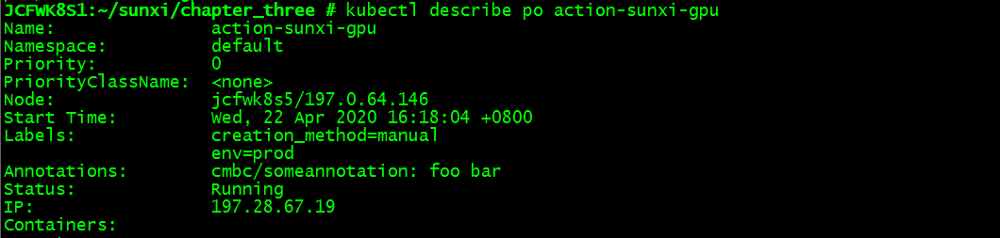 JCFWK8S1:~/sunxi/chapter_three # kubectl describe po action-sunxi-gpu
Name: action-sunxi-gpu
Namespace: default
Priority: 0
PriorityClassName: <none>
Node: jcfwk8s5/197.0.64.146
Start Time: Wed, 22 Apr 2020 16:18:04 +0800
Labels: creation_method=manual
env=prod
Annotations: cmbc/someannotation: foo bar
Status: Running
IP: 197.28.67.19
Containers: